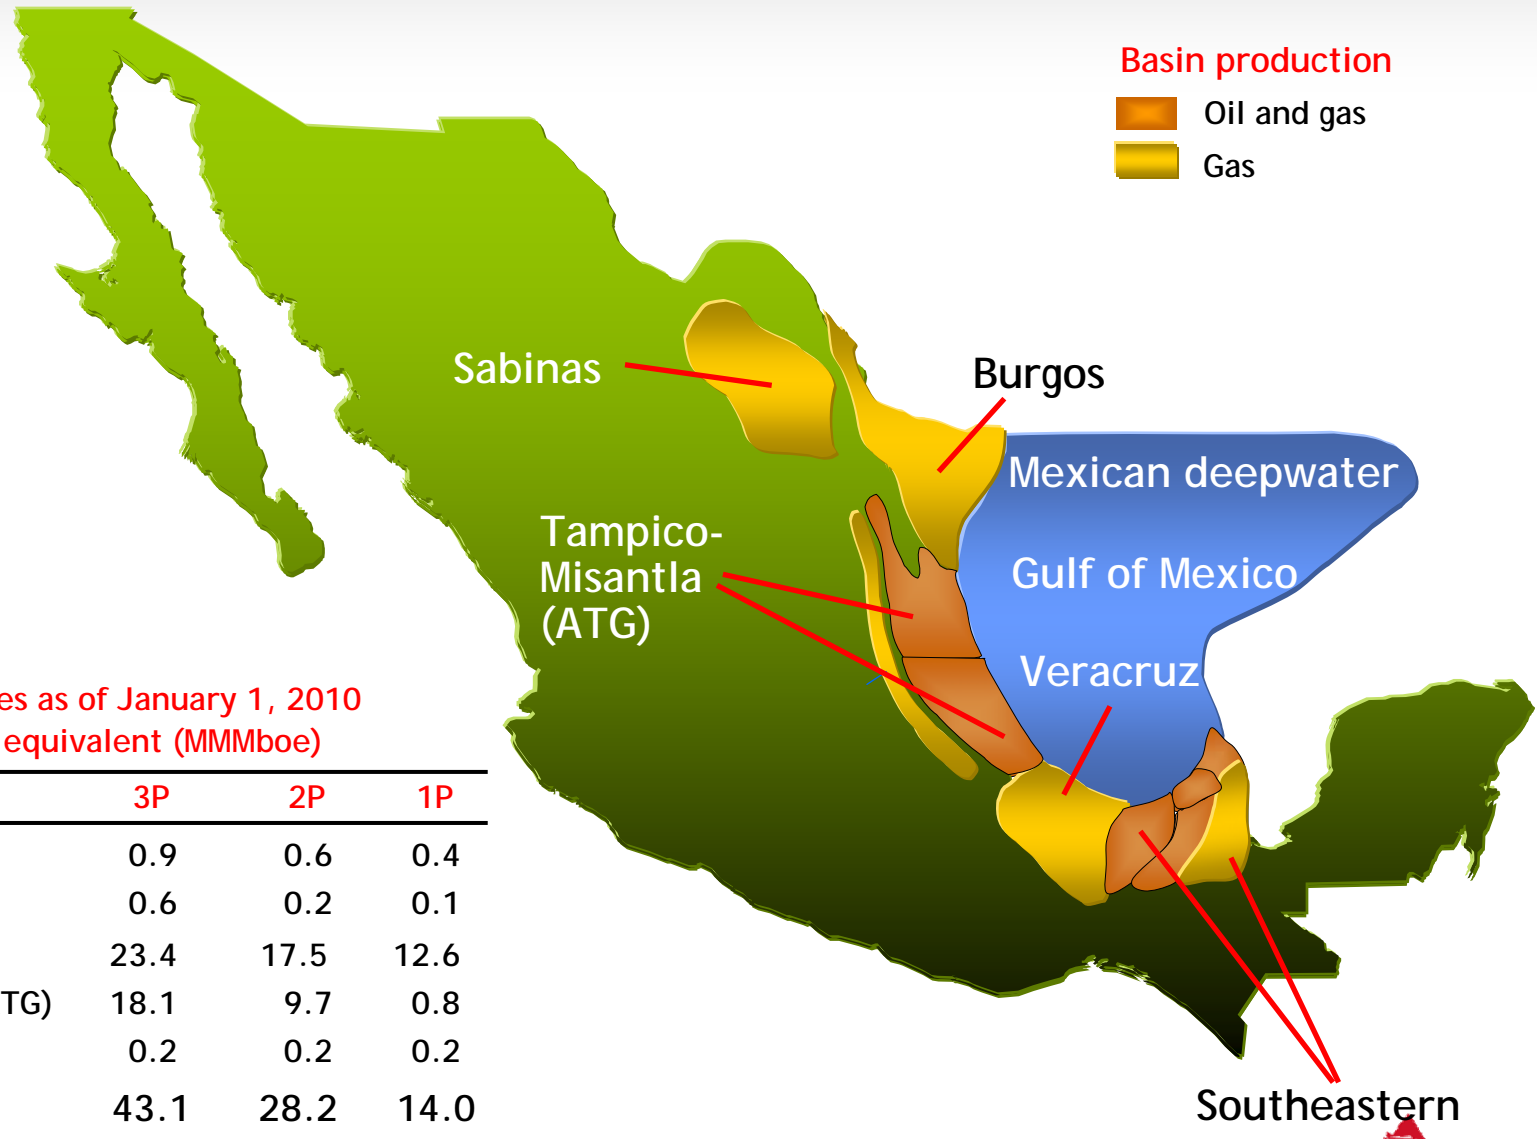 Basin production
Oil and gas
Gas
Sabinas
Burgos
Mexican deepwater
Tampico-
Misantla
(ATG)
Gulf of Mexico
Veracruz
es as of January 1, 2010
equivalent (MMMboe)
3P 2P 1P
0.9 0.6 0.4
0.6 0.2 0.1
23.4 17.5 12.6
TG) 18.1 9.7 0.8
0.2 0.2 0.2
43.1 28.2 14.0
Southeastern